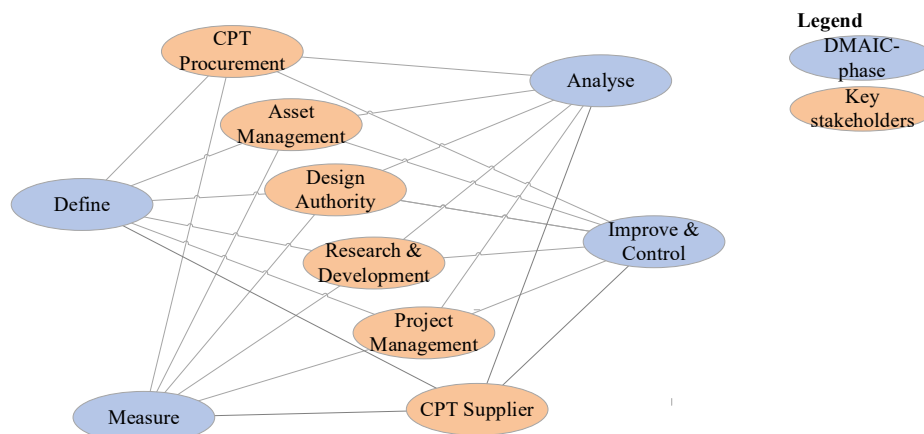 Legend
CPT
Procurement
DMAIC-
phase
Analyse
Key
stakeholders
Asset
Management
Design
Authority
Define
Improve &
Control
Research &
Development
Project
Management
CPT Supplier
Measure